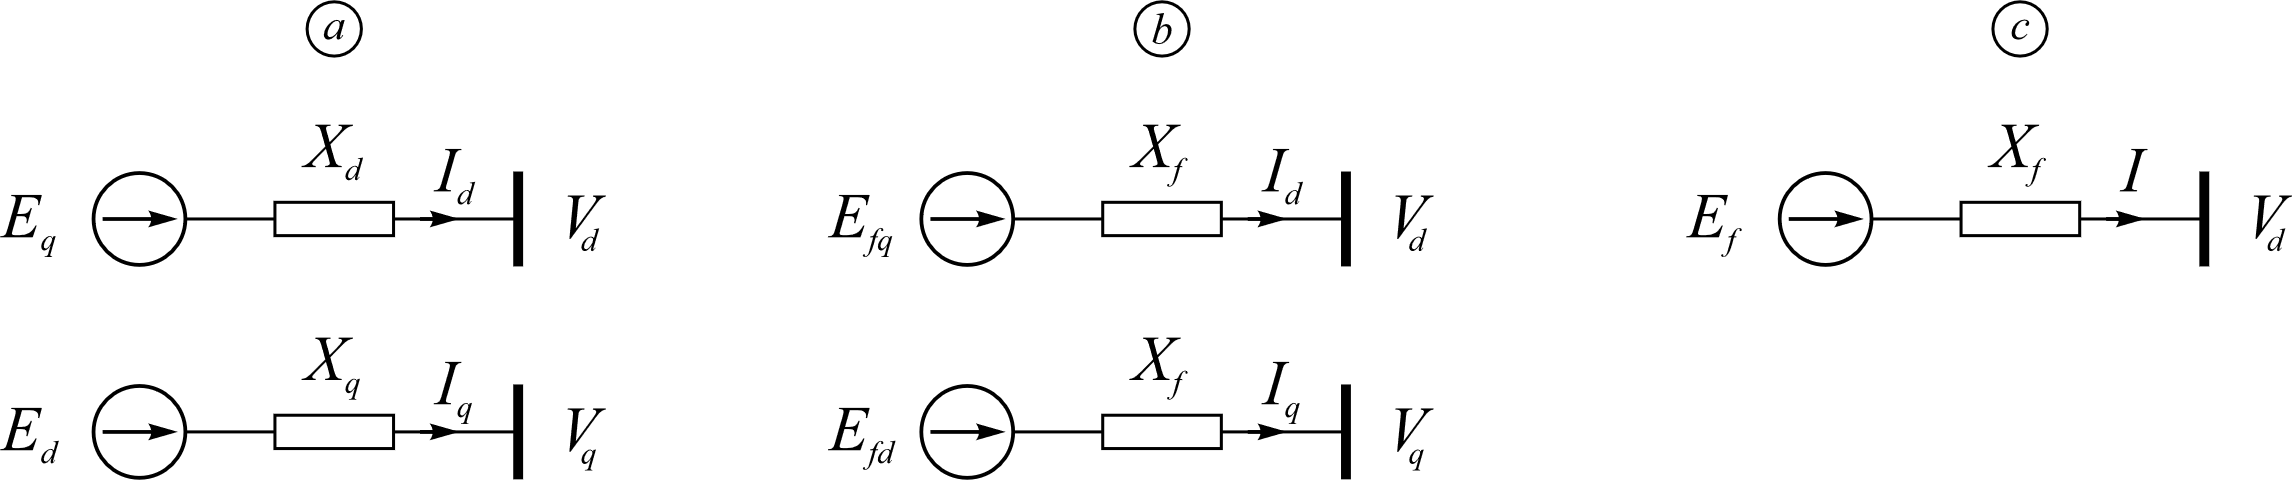 a b c
X_d X_f X_f
I_d I_d I
E_q V_d E_fq V_d E_f V_d
X_q X_f
I_q I_q
E_d V_q E_fd V_q